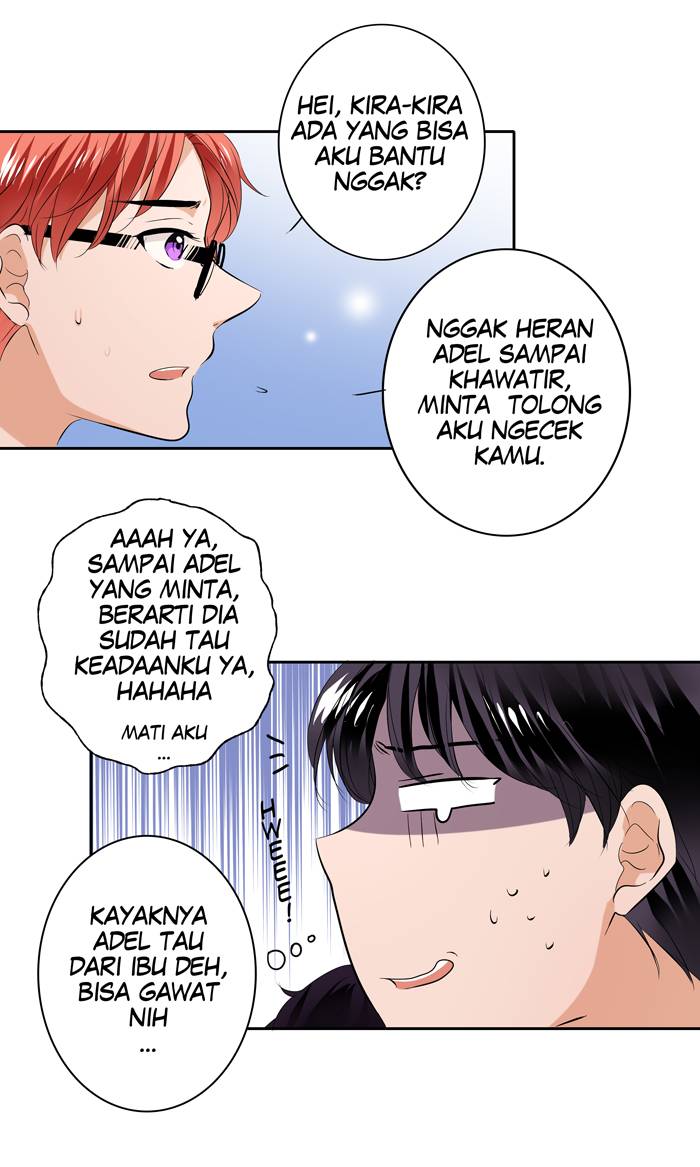 HEI, KIRA-KIRA
ADA YANG BISA
AKU BANTU
NGGAK?
NGGAK HERAN
ADEL SAMPAI
KHAWATIR,
MINTA TOLONG
AKU NGECEK
KAMU.
AAAH YA,
SAMPAI ADEL
YANG MINTA,
BERARTI DIA
SUDAH TAU
KEADAANKU YA,
HAHAHA
MATI AKU
...
HWEEE!
KAYAKNYA
ADEL TAU
DARI IBU DEH,
BISA GAWAT
NIH
...